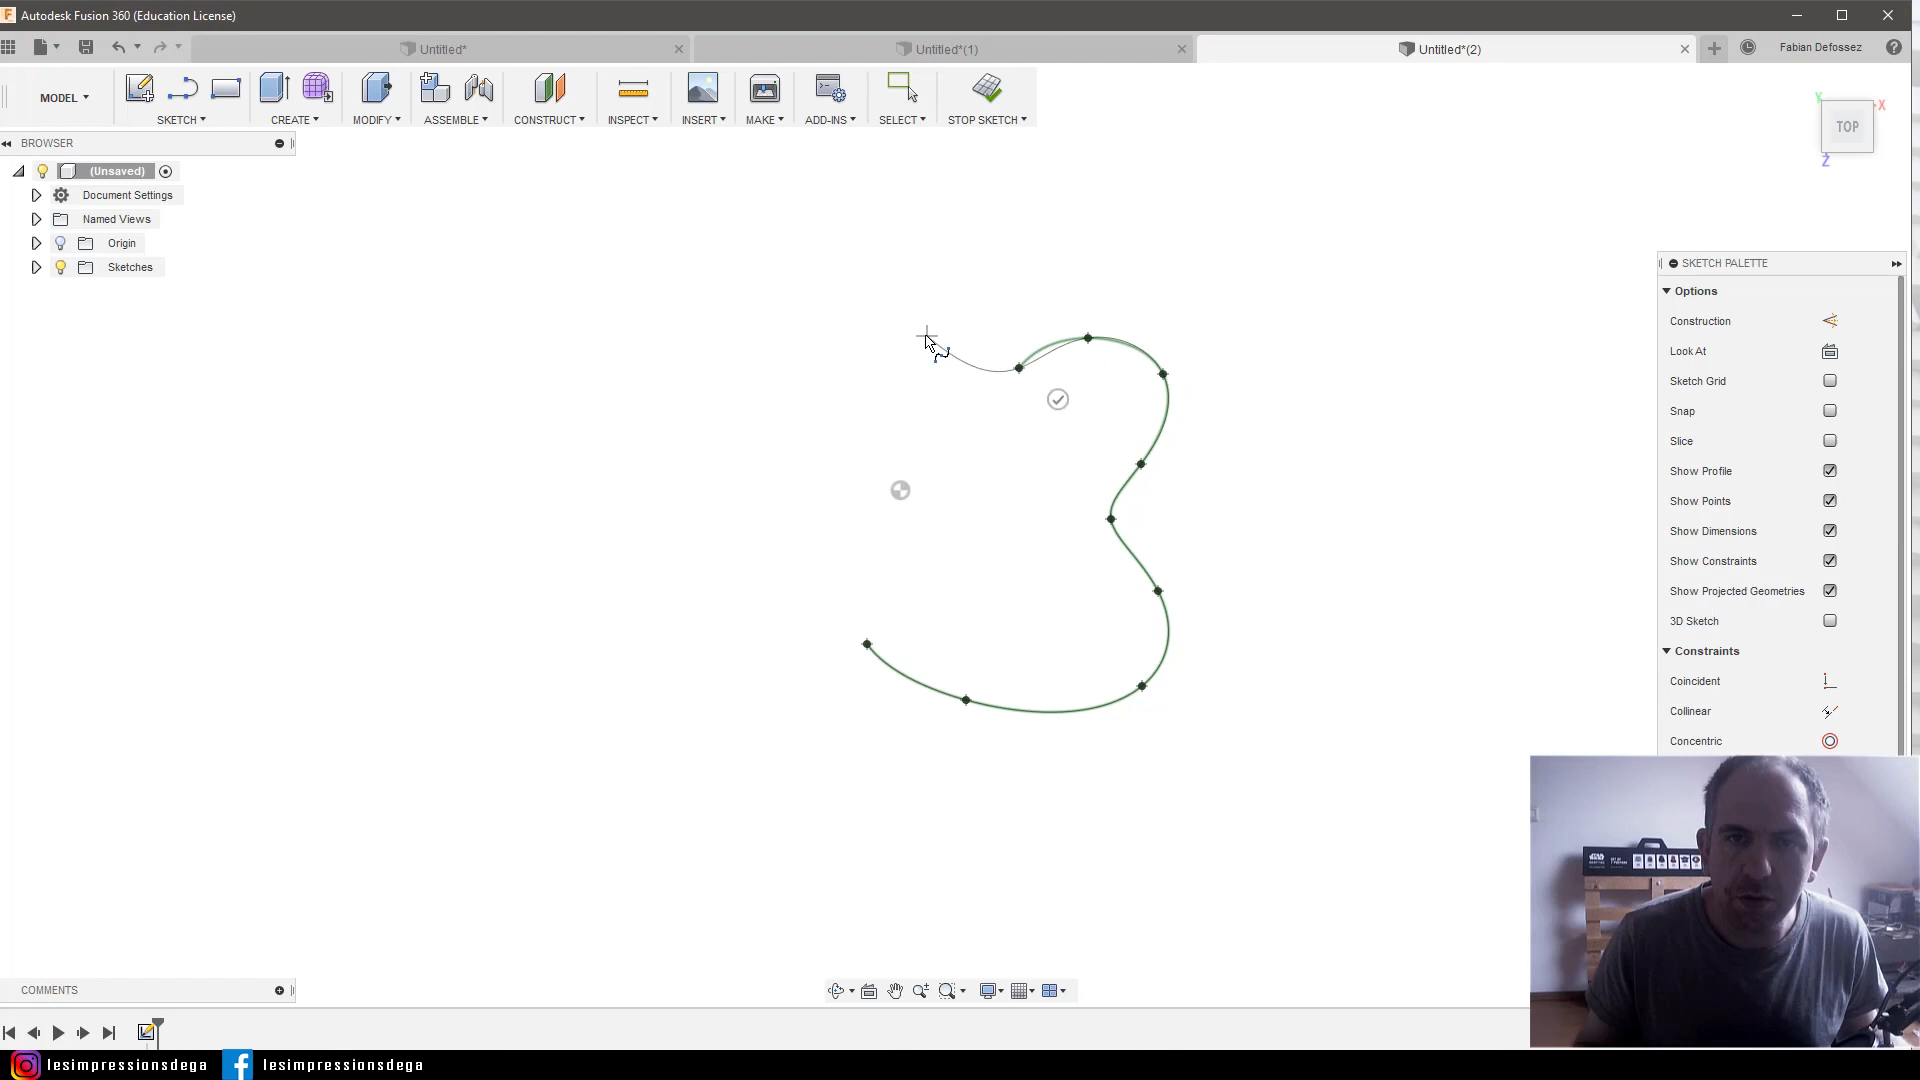 Autodesk Fusion 360 (Education License)
Untitled*
Untitled*(1)
Untitled*(2)
Fabian Defossez
MODEL
SKETCH
CREATE
MODIFY
ASSEMBLE
CONSTRUCT
INSPECT
INSERT
MAKE
ADD-INS
SELECT
STOP SKETCH
Y
X
TOP
Z
BROWSER
(Unsaved)
Document Settings
Named Views
Origin
Sketches
SKETCH PALETTE
Options
Construction
Look At
Sketch Grid
Snap
Slice
Show Profile
Show Points
Show Dimensions
Show Constraints
Show Projected Geometries
3D Sketch
Constraints
Coincident
Collinear
Concentric
STAR
WARS
COMMENTS
lesimpressionsdega
lesimpressionsdega